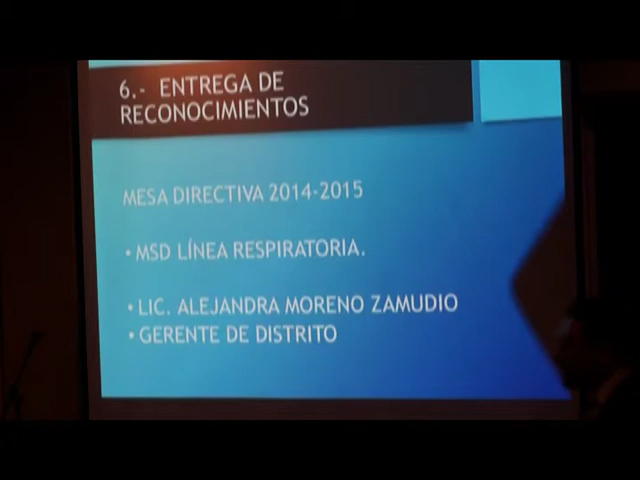 6.- ENTREGA DE
RECONOCIMIENTOS
MESA DIRECTIVA 2014-2015
• MSD LÍNEA RESPIRATORIA.
• LIC. ALEJANDRA MORENO ZAMUDIO
• GERENTE DE DISTRITO